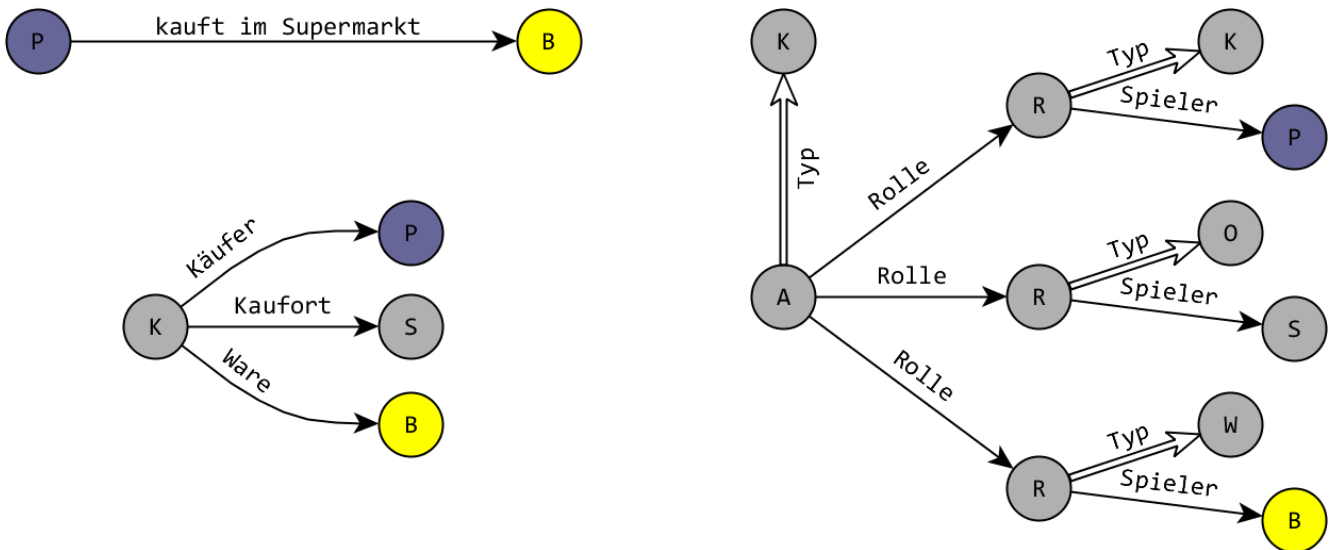 P
kauft im Supermarkt
B
K
Käufer
P
Kaufort
S
Ware
B
K
Typ
A
Rolle
R
Typ
K
Spieler
P
Rolle
R
Typ
O
Spieler
S
Rolle
R
Typ
W
Spieler
B